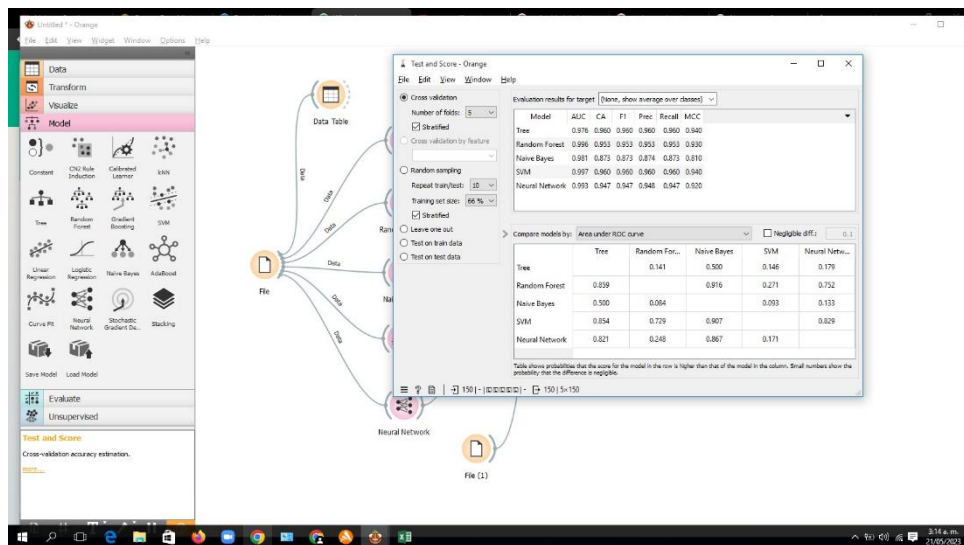 Untitled * - Orange
File Edit View Widget Window Options Help
Data
Transform
Visualize
Model
Constant CN2 Rule Induction Calibrated Learner kNN
Tree Random Forest Gradient Boosting SVM
Linear Regression Logistic Regression Naive Bayes AdaBoost
Curve Fit Neural Network Stochastic Gradient De... Stacking
Save Model Load Model
Evaluate
Unsupervised
Test and Score
Cross-validation accuracy estimation.
more...
Data Table
Data
Data
Data
Data
Data
File
Ran
Nai
Neural Network
File (1)
Test and Score - Orange
File Edit View Window Help
Cross validation
Number of folds: 5
Stratified
Cross validation by feature
Random sampling
Repeat train/test: 10
Training set size: 66 %
Stratified
Leave one out
Test on train data
Test on test data
Evaluation results for target (None, show average over classes)
Model AUC CA F1 Prec Recall MCC
Tree 0.976 0.960 0.960 0.960 0.960 0.940
Random Forest 0.996 0.953 0.953 0.953 0.953 0.930
Naive Bayes 0.981 0.873 0.873 0.874 0.873 0.810
SVM 0.997 0.960 0.960 0.960 0.960 0.940
Neural Network 0.993 0.947 0.947 0.948 0.947 0.920
Compare models by: Area under ROC curve Negligible diff.: 0.1
Tree Random For... Naive Bayes SVM Neural Netw...
Tree 0.141 0.500 0.146 0.179
Random Forest 0.859 0.916 0.271 0.752
Naive Bayes 0.500 0.084 0.093 0.133
SVM 0.854 0.729 0.907 0.829
Neural Network 0.821 0.248 0.867 0.171
Table shows probabilities that the score for the model in the row is higher than that of the model in the column. Small numbers show the
probability that the difference is negligible.
150 | - | - 150 | 5×150
3:14 a. m.
21/05/2023